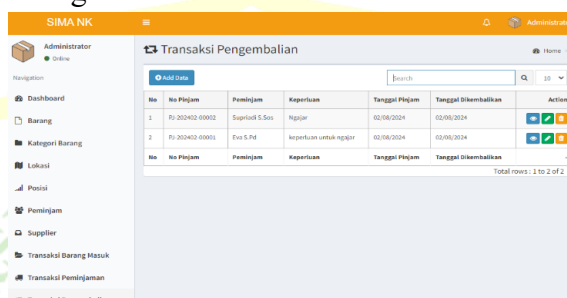 SIMA NK
Administrator
Administrator
Online
Transaksi Pengembalian
Home
Navigation
Add Data
Search
10
Dashboard
Barang
Kategori Barang
Lokasi
Posisi
Peminjam
Supplier
Transaksi Barang Masuk
Transaksi Peminjaman
No No Pinjam Peminjam Keperluan Tanggal Pinjam Tanggal Dikembalikan Action
1 PJ-202402-00002 Supriadi S.Sos Ngajar 02/08/2024 02/08/2024
2 PJ-202402-00001 Eva S.Pd keperluan untuk ngajar 02/08/2024 02/08/2024
No No Pinjam Peminjam Keperluan Tanggal Pinjam Tanggal Dikembalikan
Total rows : 1 to 2 of 2